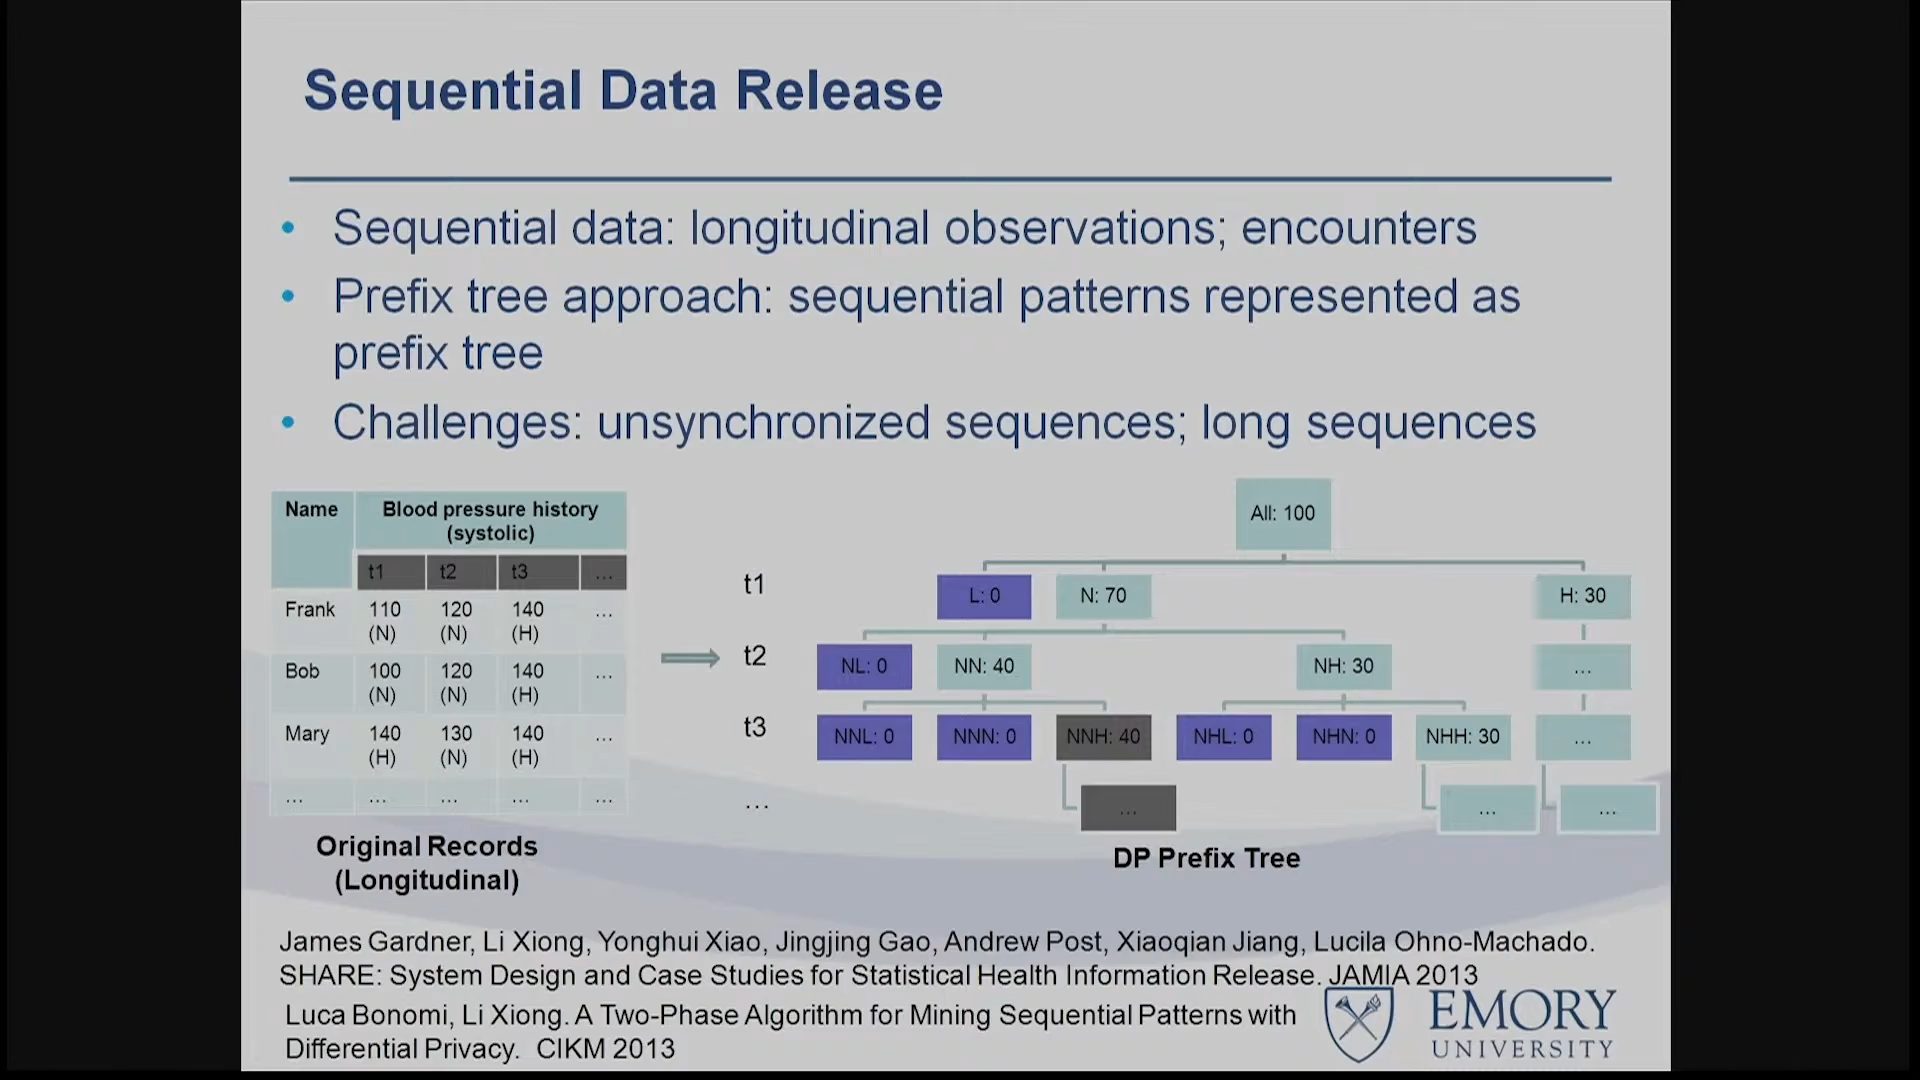 Sequential Data Release
• Sequential data: longitudinal observations; encounters
• Prefix tree approach: sequential patterns represented as
prefix tree
• Challenges: unsynchronized sequences; long sequences
Name Blood pressure history
(systolic)
t1 t2 t3 ...
Frank 110 120 140 ...
(N) (N) (H)
Bob 100 120 140 ...
(N) (N) (H)
Mary 140 130 140 ...
(H) (N) (H)
... ... ... ... ...
Original Records
(Longitudinal)
All: 100
t1 L: 0 N: 70 H: 30
t2 NL: 0 NN: 40 NH: 30 ...
t3 NNL: 0 NNN: 0 NNH: 40 NHL: 0 NHN: 0 NHH: 30 ...
... ... ... ...
DP Prefix Tree
James Gardner, Li Xiong, Yonghui Xiao, Jingjing Gao, Andrew Post, Xiaoqian Jiang, Lucila Ohno-Machado.
SHARE: System Design and Case Studies for Statistical Health Information Release. JAMIA 2013
Luca Bonomi, Li Xiong. A Two-Phase Algorithm for Mining Sequential Patterns with
Differential Privacy. CIKM 2013
EMORY
UNIVERSITY